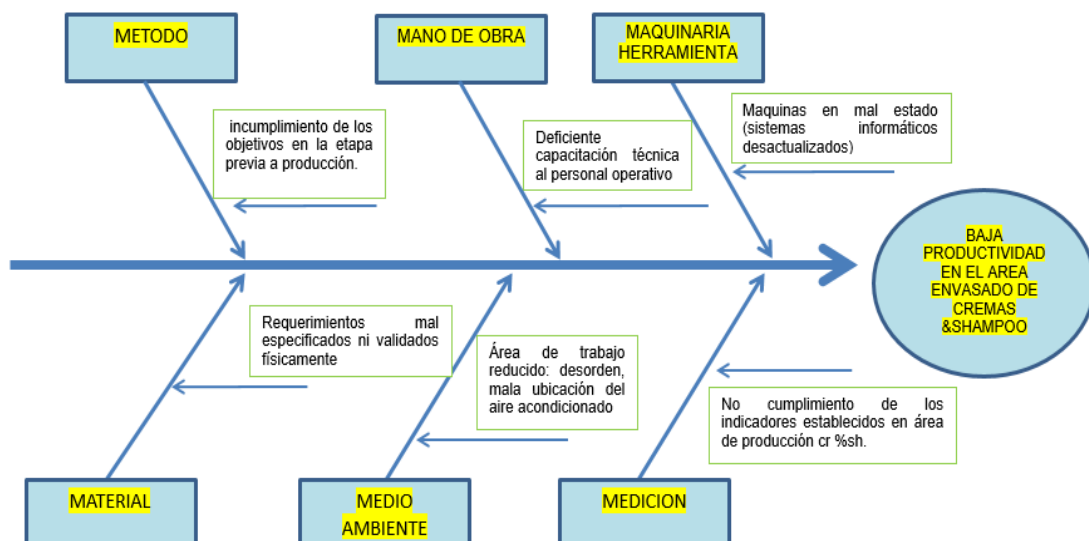 METODO
MANO DE OBRA
MAQUINARIA
HERRAMIENTA
incumplimiento de los
objetivos en la etapa
previa a producción.
Deficiente
capacitación técnica
al personal operativo
Maquinas en mal estado
(sistemas informáticos
desactualizados)
BAJA
PRODUCTIVIDAD
EN EL AREA
ENVASADO DE
CREMAS
&SHAMPOO
Requerimientos mal
especificados ni validados
físicamente
Área de trabajo
reducido: desorden,
mala ubicación del
aire acondicionado
No cumplimiento de los
indicadores establecidos en área
de producción cr %sh.
MATERIAL
MEDIO
AMBIENTE
MEDICION